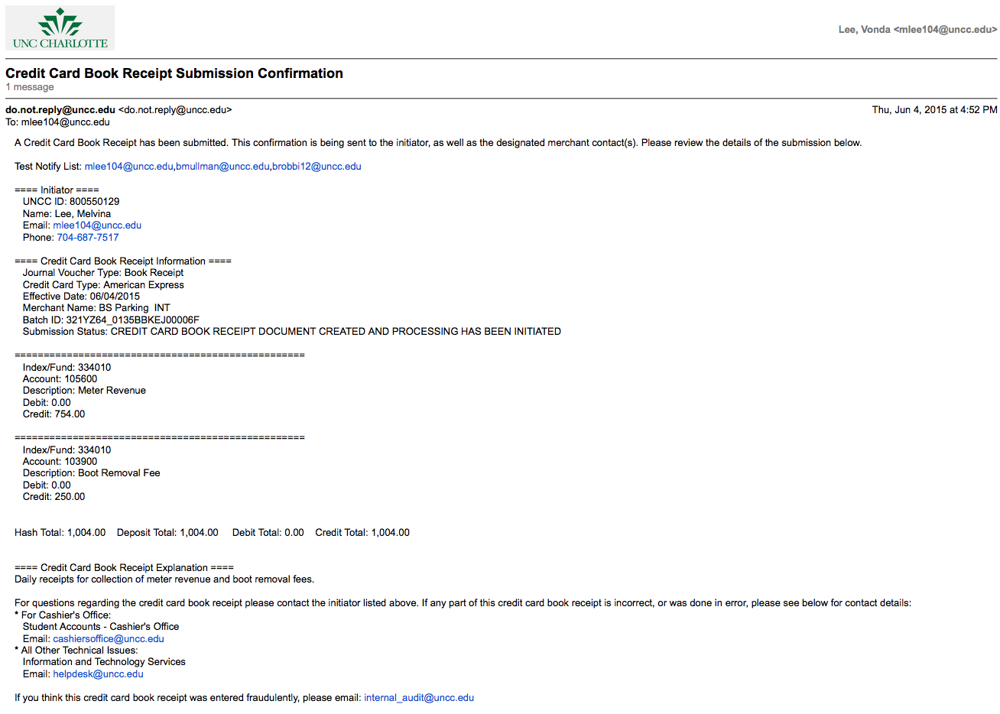 UNC CHARLOTTE
Lee, Vonda <mlee104@uncc.edu>
Credit Card Book Receipt Submission Confirmation
1 message
do.not.reply@uncc.edu <do.not.reply@uncc.edu> Thu, Jun 4, 2015 at 4:52 PM
To: mlee104@uncc.edu
A Credit Card Book Receipt has been submitted. This confirmation is being sent to the initiator, as well as the designated merchant contact(s). Please review the details of the submission below.
Test Notify List: mlee104@uncc.edu,bmullman@uncc.edu,brobbi12@uncc.edu
==== Initiator ====
UNCC ID: 800550129
Name: Lee, Melvina
Email: mlee104@uncc.edu
Phone: 704-687-7517
==== Credit Card Book Receipt Information ====
Journal Voucher Type: Book Receipt
Credit Card Type: American Express
Effective Date: 06/04/2015
Merchant Name: BS Parking  INT
Batch ID: 321YZ64_0135BBKEJ00006F
Submission Status: CREDIT CARD BOOK RECEIPT DOCUMENT CREATED AND PROCESSING HAS BEEN INITIATED
==================================================
Index/Fund: 334010
Account: 105600
Description: Meter Revenue
Debit: 0.00
Credit: 754.00
==================================================
Index/Fund: 334010
Account: 103900
Description: Boot Removal Fee
Debit: 0.00
Credit: 250.00
Hash Total: 1,004.00    Deposit Total: 1,004.00    Debit Total: 0.00    Credit Total: 1,004.00
==== Credit Card Book Receipt Explanation ====
Daily receipts for collection of meter revenue and boot removal fees.
For questions regarding the credit card book receipt please contact the initiator listed above. If any part of this credit card book receipt is incorrect, or was done in error, please see below for contact details:
* For Cashier's Office:
Student Accounts - Cashier's Office
Email: cashiersoffice@uncc.edu
* All Other Technical Issues:
Information and Technology Services
Email: helpdesk@uncc.edu
If you think this credit card book receipt was entered fraudulently, please email: internal_audit@uncc.edu